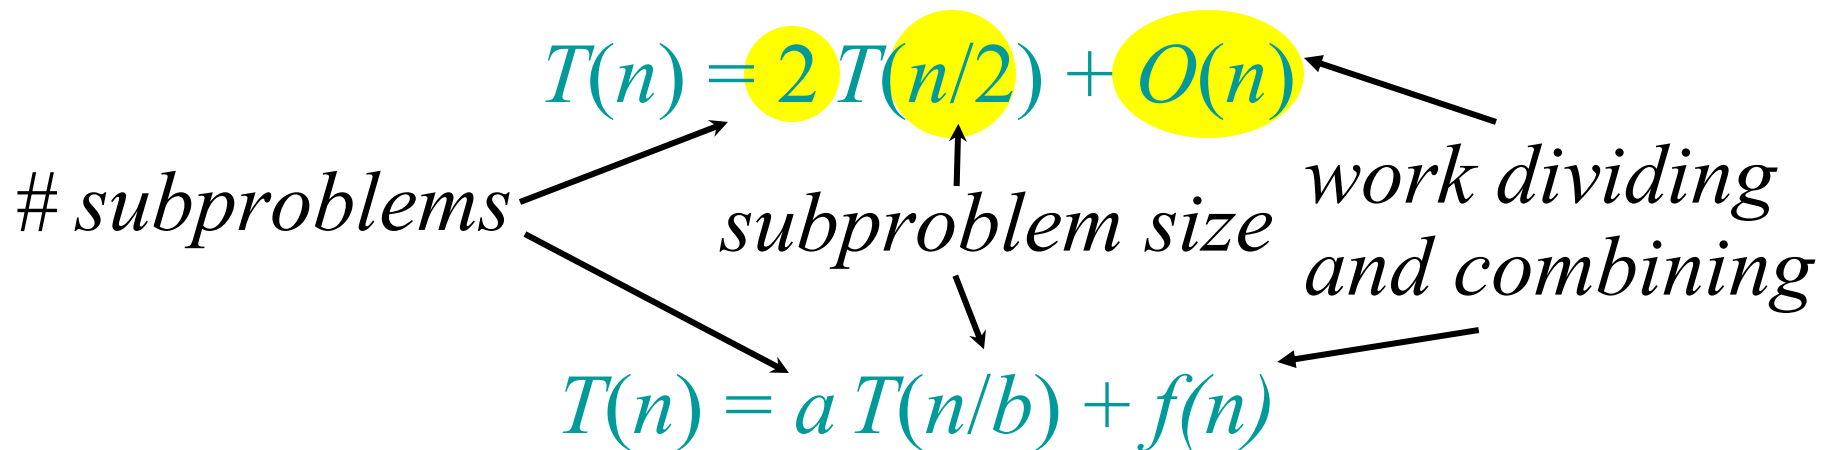 T(n) = 2 T(n/2) + O(n)
# subproblems
subproblem size
work dividing
and combining
T(n) = a T(n/b) + f(n)